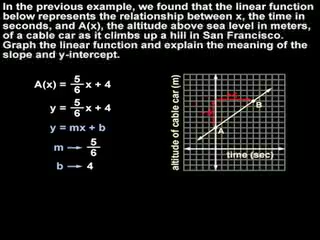 In the previous example, we found that the linear function
below represents the relationship between x, the time in
seconds, and A(x), the altitude above sea level in meters,
of a cable car as it climbs up a hill in San Francisco.
Graph the linear function and explain the meaning of the
slope and y-intercept.
A(x) = 5/6 x + 4
y = 5/6 x + 4
y = mx + b
m → 5/6
b → 4
altitude of cable car (m)
B
A
time (sec)